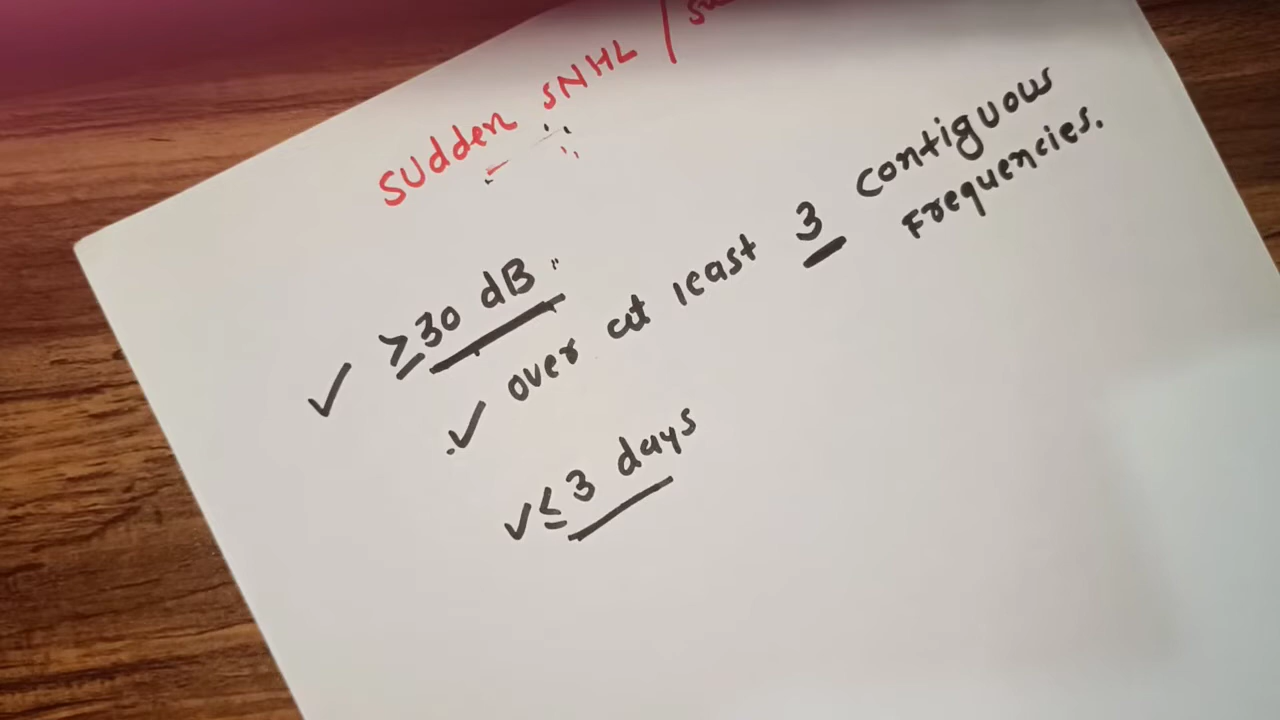 sudden SNHL /
≥30 dB.
over at least 3 contiguous
frequencies.
≤ 3 days